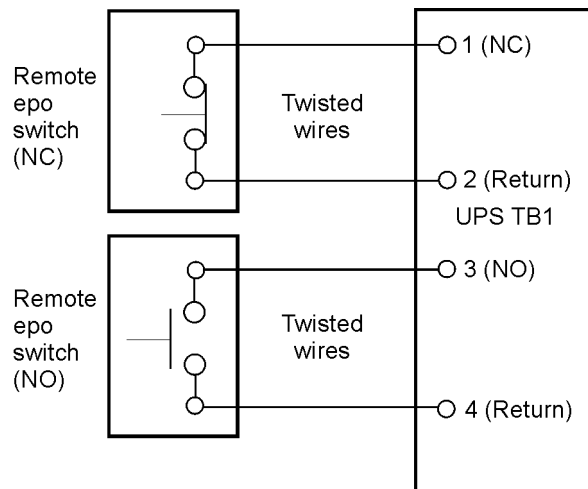 Remote
epo
switch
(NC)
Twisted
wires
1 (NC)
2 (Return)
UPS TB1
Remote
epo
switch
(NO)
Twisted
wires
3 (NO)
4 (Return)